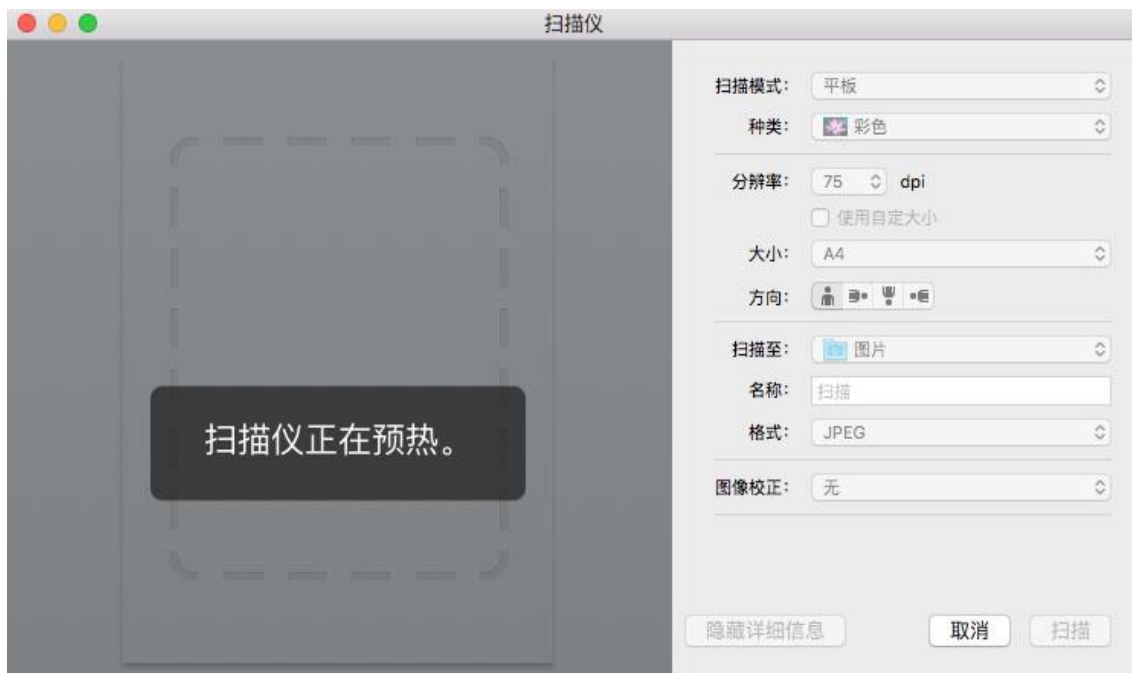 扫描仪
扫描模式： 平板
种类： 彩色
分辨率： 75 dpi
使用自定大小
大小： A4
方向：
扫描至： 图片
名称： 扫描
扫描仪正在预热。
格式： JPEG
图像校正： 无
隐藏详细信息 取消 扫描